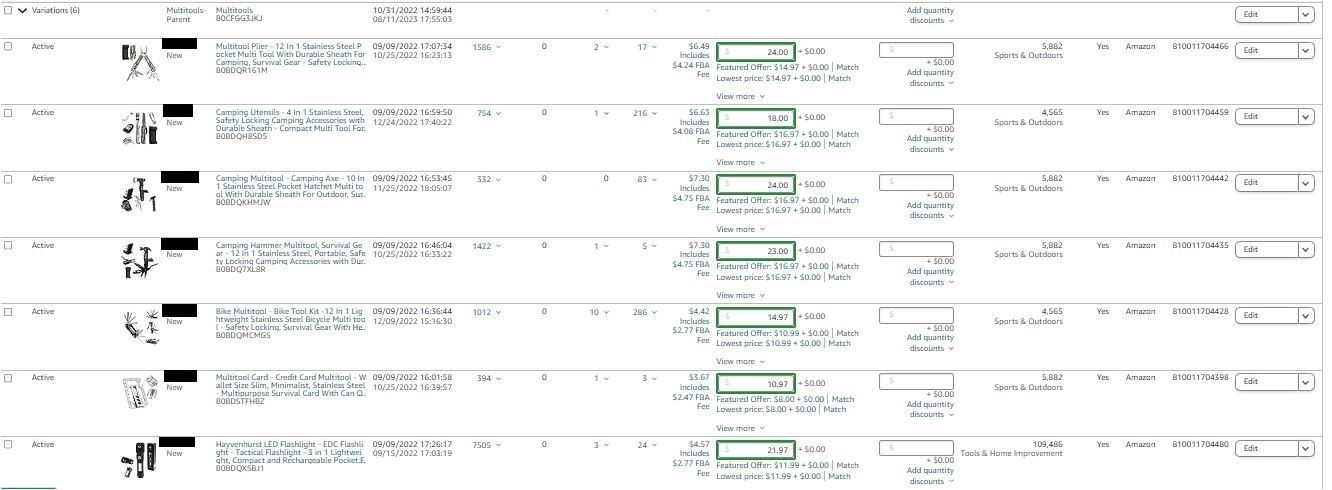 Variations (6)
Multitools-
Parent
Multitools
B0CFGG3JKJ
10/31/2022 14:59:44
08/11/2023 17:55:03
-
-
-
Add quantity
discounts
Edit
Active
New
Multitool Plier - 12 In 1 Stainless Steel P
ocket Multi Tool With Durable Sheath For
Camping, Survival Gear - Safety Locking..
B0BDQR161M
09/09/2022 17:07:34
10/25/2022 16:23:13
1586
0
2
17
$6.49
Includes
$4.24 FBA
Fee
$ 24.00 + $0.00
Featured Offer: $14.97 + $0.00 | Match
Lowest price: $14.97 + $0.00 | Match
View more
$
+ $0.00
Add quantity
discounts
5,882
Sports & Outdoors
Yes
Amazon
810011704466
Edit
Active
New
Camping Utensils - 4 In 1 Stainless Steel,
Safety Locking Camping Accessories with
Durable Sheath - Compact Multi Tool For.
B0BDQH8SD5
09/09/2022 16:59:50
12/24/2022 17:40:22
754
0
1
216
$6.63
Includes
$4.08 FBA
Fee
$ 18.00 + $0.00
Featured Offer: $16.97 + $0.00 | Match
Lowest price: $16.97 + $0.00 | Match
View more
$
+ $0.00
Add quantity
discounts
4,565
Sports & Outdoors
Yes
Amazon
810011704459
Edit
Active
New
Camping Multitool - Camping Axe - 10 In
1 Stainless Steel Pocket Hatchet Multi to
ol With Durable Sheath For Outdoor, Sur.
B0BDQKHMJW
09/09/2022 16:53:45
11/25/2022 18:05:07
332
0
83
$7.30
Includes
$4.75 FBA
Fee
$ 24.00 + $0.00
Featured Offer: $16.97 + $0.00 | Match
Lowest price: $16.97 + $0.00 | Match
View more
$
+ $0.00
Add quantity
discounts
5,882
Sports & Outdoors
Yes
Amazon
810011704442
Edit
Active
New
Camping Hammer Multitool, Survival Ge
ar - 12 In 1 Stainless Steel, Portable, Safe
ty Locking Camping Accessories with Dur.
B0BDQ7XL8R
09/09/2022 16:46:04
10/25/2022 16:33:22
1422
0
1
5
$7.30
Includes
$4.75 FBA
Fee
$ 23.00 + $0.00
Featured Offer: $16.97 + $0.00 | Match
Lowest price: $16.97 + $0.00 | Match
View more
$
+ $0.00
Add quantity
discounts
5,882
Sports & Outdoors
Yes
Amazon
810011704435
Edit
Active
New
Bike Multitool - Bike Tool Kit -12 In 1 Lig
htweight Stainless Steel Bicycle Multi too
l - Safety Locking, Survival Gear With He..
B0BDQMCMGS
09/09/2022 16:36:44
12/09/2022 15:16:30
1012
0
10
286
$4.42
Includes
$2.77 FBA
Fee
$ 14.97 + $0.00
Featured Offer: $10.99 + $0.00 | Match
Lowest price: $10.99 + $0.00 | Match
View more
$
+ $0.00
Add quantity
discounts
4,565
Sports & Outdoors
Yes
Amazon
810011704428
Edit
Active
New
Multitool Card - Credit Card Multitool - W
allet Size Slim, Minimalist, Stainless Steel
- Multipurpose Survival Card With Can O.
B0BDSTFHBZ
09/09/2022 16:01:58
10/25/2022 16:39:57
394
0
1
3
$3.67
Includes
$2.47 FBA
Fee
$ 10.97 + $0.00
Featured Offer: $8.00 + $0.00 | Match
Lowest price: $8.00 + $0.00 | Match
View more
$
+ $0.00
Add quantity
discounts
5,882
Sports & Outdoors
Yes
Amazon
810011704398
Edit
Active
New
Hayvenhurst LED Flashlight - EDC Flashli
ght - Tactical Flashlight - 3 in 1 Lightwei
ght, Compact and Rechargeable Pocket.F.
B0BDQX5BJ1
09/09/2022 17:26:17
09/15/2022 17:03:19
7505
0
3
24
$4.57
Includes
$2.77 FBA
Fee
$ 21.97 + $0.00
Featured Offer: $11.99 + $0.00 | Match
Lowest price: $11.99 + $0.00 | Match
$
+ $0.00
Add quantity
discounts
109,486
Tools & Home Improvement
Yes
Amazon
810011704480
Edit